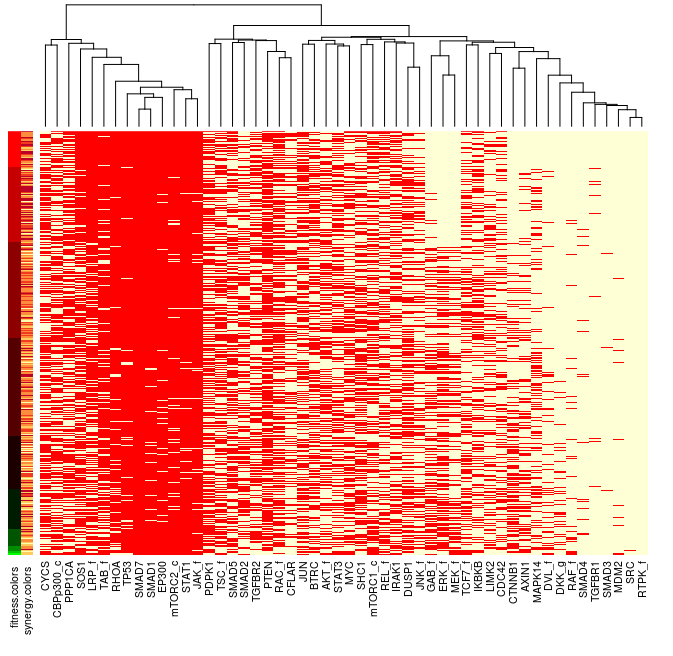 fitness.colors
synergy.colors
CYCS
CBPp300_c
PPP1CA
SOS1
LRP_f
TAB_f
RHOA
TP53
SMAD7
SMAD1
EP300
mTORC2_c
STAT1
JAK_f
PDPK1
TSC_f
SMAD5
SMAD2
TGFBR2
PTEN
RAC_f
CFLAR
JUN
BTRC
AKT_f
STAT3
MYC
SHC1
mTORC1_c
REL_f
IRAK1
DUSP1
JNK_f
GAB_f
ERK_f
MEK_f
TCF7_f
IKBKB
LIMK2
CDC42
CTNNB1
AXIN1
MAPK14
DVL_f
DKK_g
RAF_f
SMAD4
TGFBR1
SMAD3
MDM2
SRC
RTPK_f